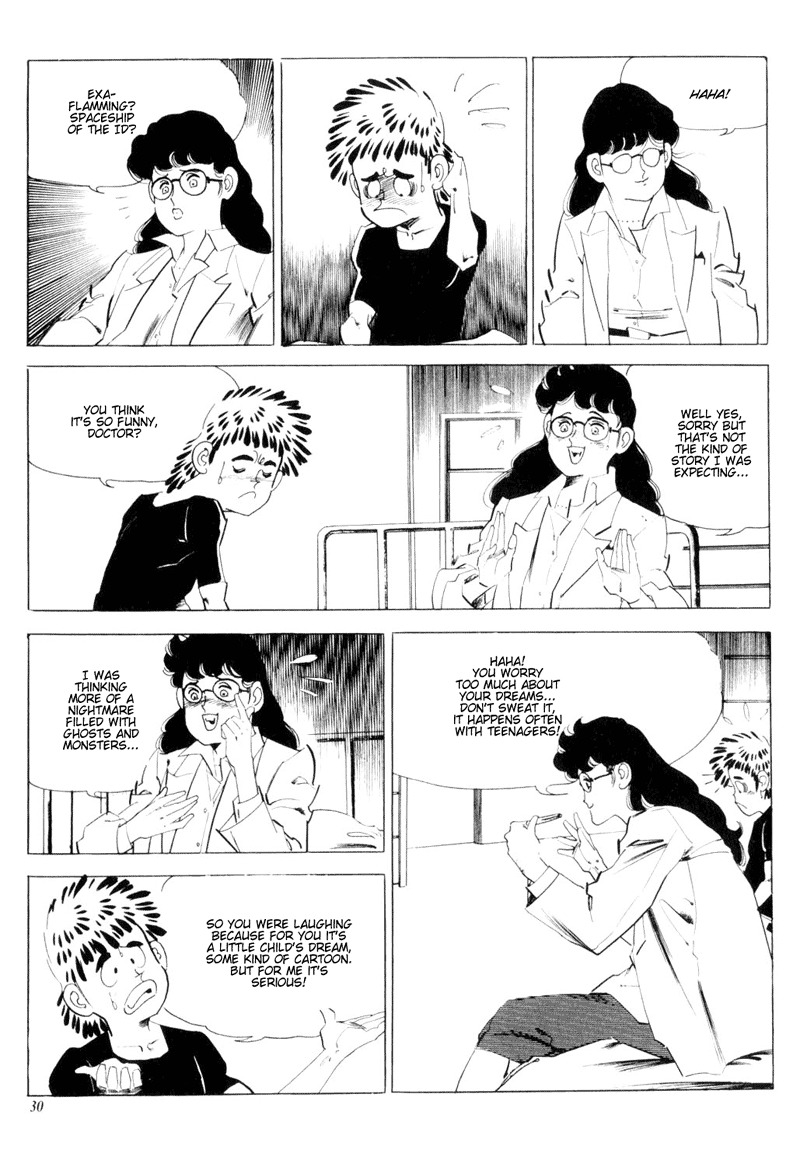 EXA-
FLAMMING?
SPACESHIP
OF THE ID?
HAHA!
YOU THINK
IT'S SO FUNNY,
DOCTOR?
WELL YES,
SORRY BUT
THAT'S NOT
THE KIND OF
STORY I WAS
EXPECTING...
I WAS
THINKING
MORE OF A
NIGHTMARE
FILLED WITH
GHOSTS AND
MONSTERS...
HAHA!
YOU WORRY
TOO MUCH ABOUT
YOUR DREAMS...
DON'T SWEAT IT,
IT HAPPENS OFTEN
WITH TEENAGERS!
SO YOU WERE LAUGHING
BECAUSE FOR YOU IT'S
A LITTLE CHILD'S DREAM,
SOME KIND OF CARTOON.
BUT FOR ME IT'S
SERIOUS!
30